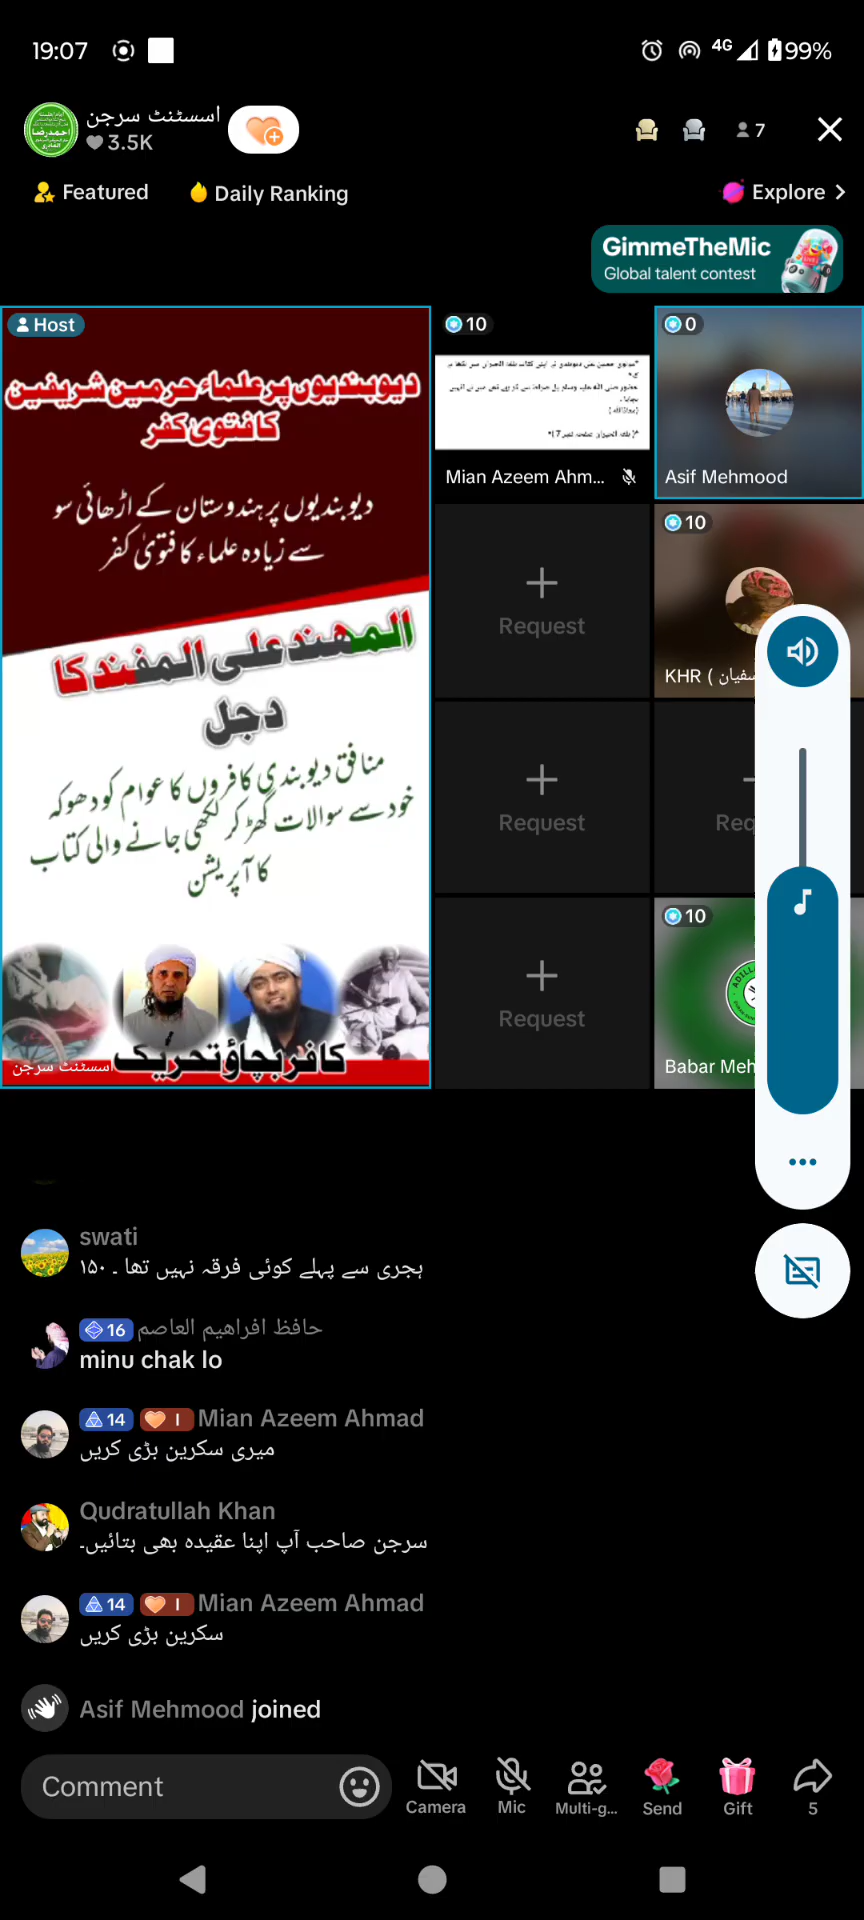 19:07
4G
99%
اسسٹنٹ سرجن
3.5K
7
Featured
Daily Ranking
Explore
GimmeTheMic
Global talent contest
Host
دیوبندیوں پر علماء حرمین شریفین
کا فتویٰ کفر
دیوبندیوں پر ہندوستان کے اڑھائی سو
سے زیادہ علماء کا فتویٰ کفر
المھند علی المفند کا
دجل
منافق دیوبندی کافروں کا عوام کو دھوکہ
خود سے سوالات گھڑ کر لکھی جانے والی کتاب
کا آپریشن
کافر بچاؤ تحریک
اسسٹنٹ سرجن
10
Mian Azeem Ahm...
0
Asif Mehmood
Request
10
KHR ( سفیان
Request
Req
Request
10
Babar Meh
swati
۱۵۰ ہجری سے پہلے کوئی فرقہ نہیں تھا ۔
16 حافظ افراهيم العاصم
minu chak lo
14 I Mian Azeem Ahmad
میری سکرین بڑی کریں
Qudratullah Khan
سرجن صاحب آپ اپنا عقیدہ بھی بتائیں۔
14 I Mian Azeem Ahmad
سکرین بڑی کریں
Asif Mehmood joined
Comment
Camera
Mic
Multi-g...
Send
Gift
5